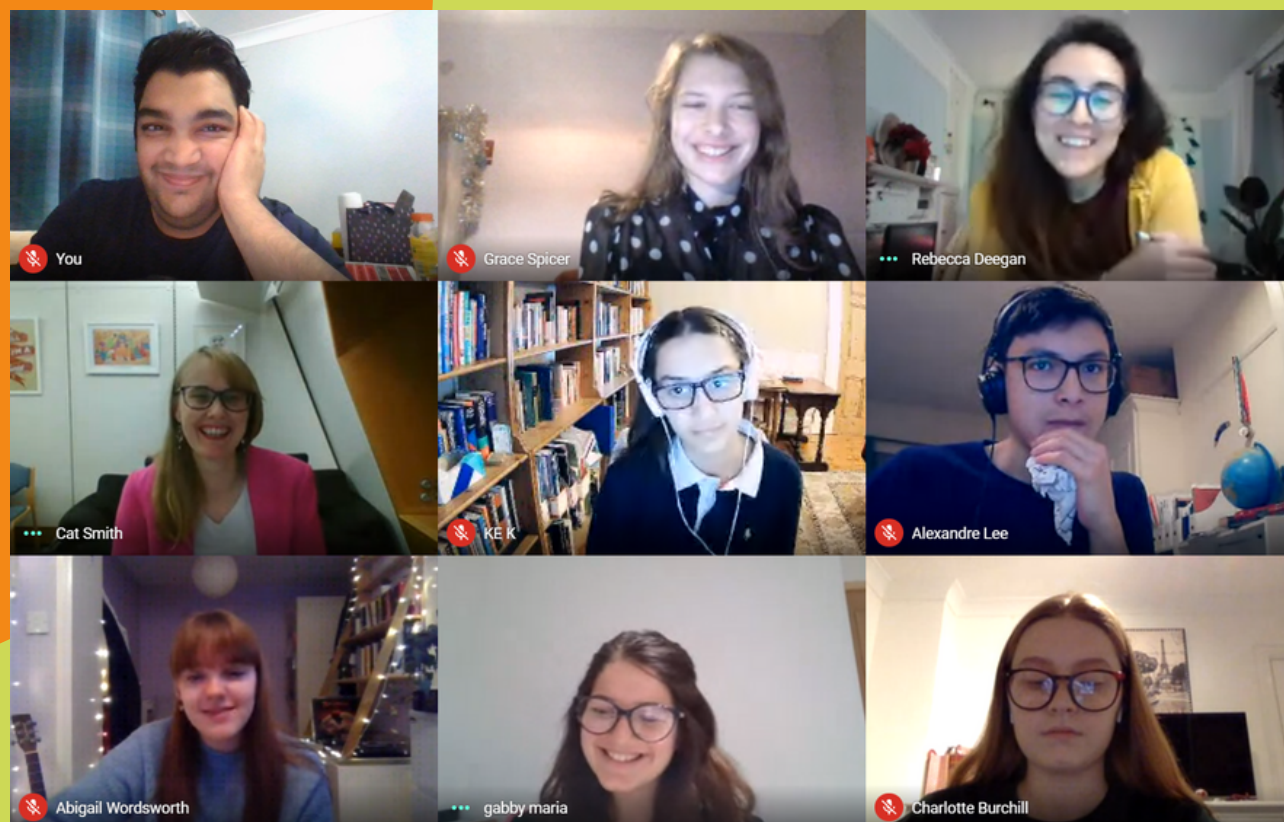 You
Grace Spicer
Rebecca Deegan
Cat Smith
KE K
Alexandre Lee
Abigail Wordsworth
gabby maria
Charlotte Burchill